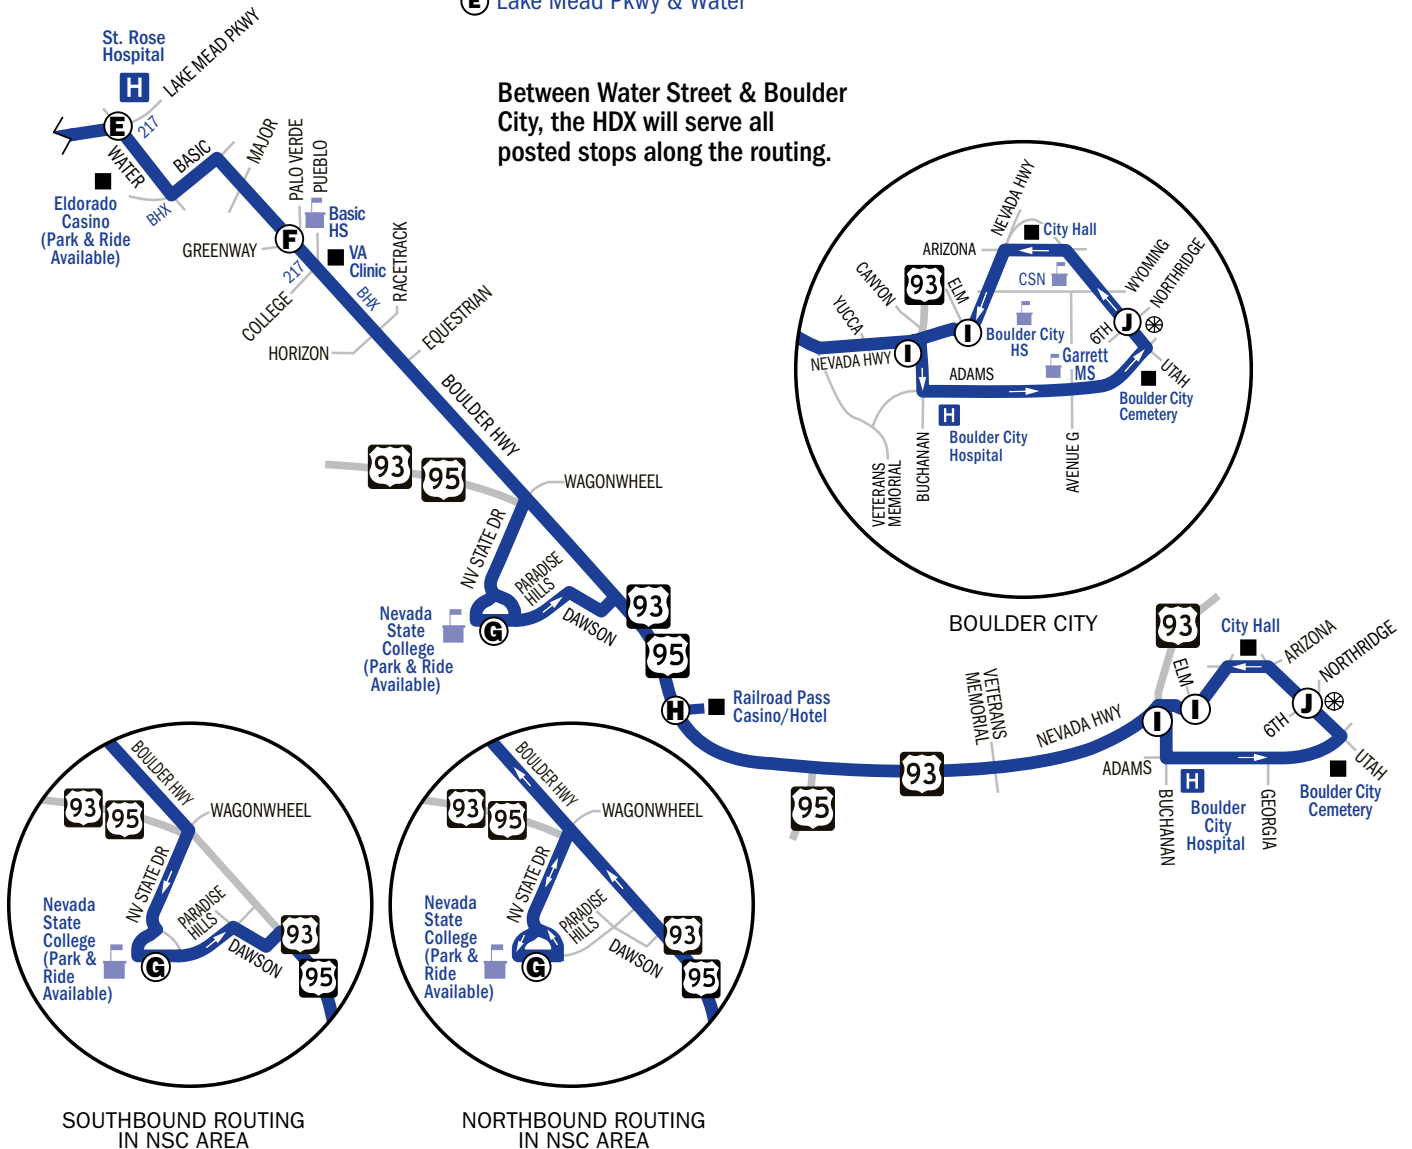 E Lake Mead Pkwy & Water
St. Rose
Hospital
H
LAKE MEAD PKWY
E
217
WATER
BASIC
MAJOR
BHX
Eldorado
Casino
(Park & Ride
Available)
PALO VERDE
PUEBLO
Basic
HS
GREENWAY
F
VA
Clinic
217
BHX
RACETRACK
COLLEGE
HORIZON
EQUESTRIAN
BOULDER HWY
Between Water Street & Boulder
City, the HDX will serve all
posted stops along the routing.
93
95
WAGONWHEEL
NV STATE DR
PARADISE
HILLS
DAWSON
Nevada
State
College
(Park & Ride
Available)
G
93
95
H
Railroad Pass
Casino/Hotel
NEVADA HWY
City Hall
ARIZONA
CANYON
93
ELM
CSN
WYOMING
NORTHRIDGE
YUCCA
I
Boulder City
HS
6TH
J
NEVADA HWY
I
ADAMS
Garrett
MS
UTAH
Boulder City
Cemetery
H
Boulder City
Hospital
VETERANS
MEMORIAL
BUCHANAN
AVENUE G
BOULDER CITY
93
City Hall
ARIZONA
NORTHRIDGE
ELM
VETERANS
MEMORIAL
NEVADA HWY
I
I
J
6TH
93
95
ADAMS
UTAH
H
Boulder
City
Hospital
BUCHANAN
GEORGIA
Boulder City
Cemetery
BOULDER HWY
93
95
WAGONWHEEL
NV STATE DR
PARADISE
HILLS
DAWSON
Nevada
State
College
(Park &
Ride
Available)
G
93
95
SOUTHBOUND ROUTING
IN NSC AREA
BOULDER HWY
93
95
WAGONWHEEL
NV STATE DR
PARADISE
HILLS
DAWSON
Nevada
State
College
(Park &
Ride
Available)
G
93
95
NORTHBOUND ROUTING
IN NSC AREA